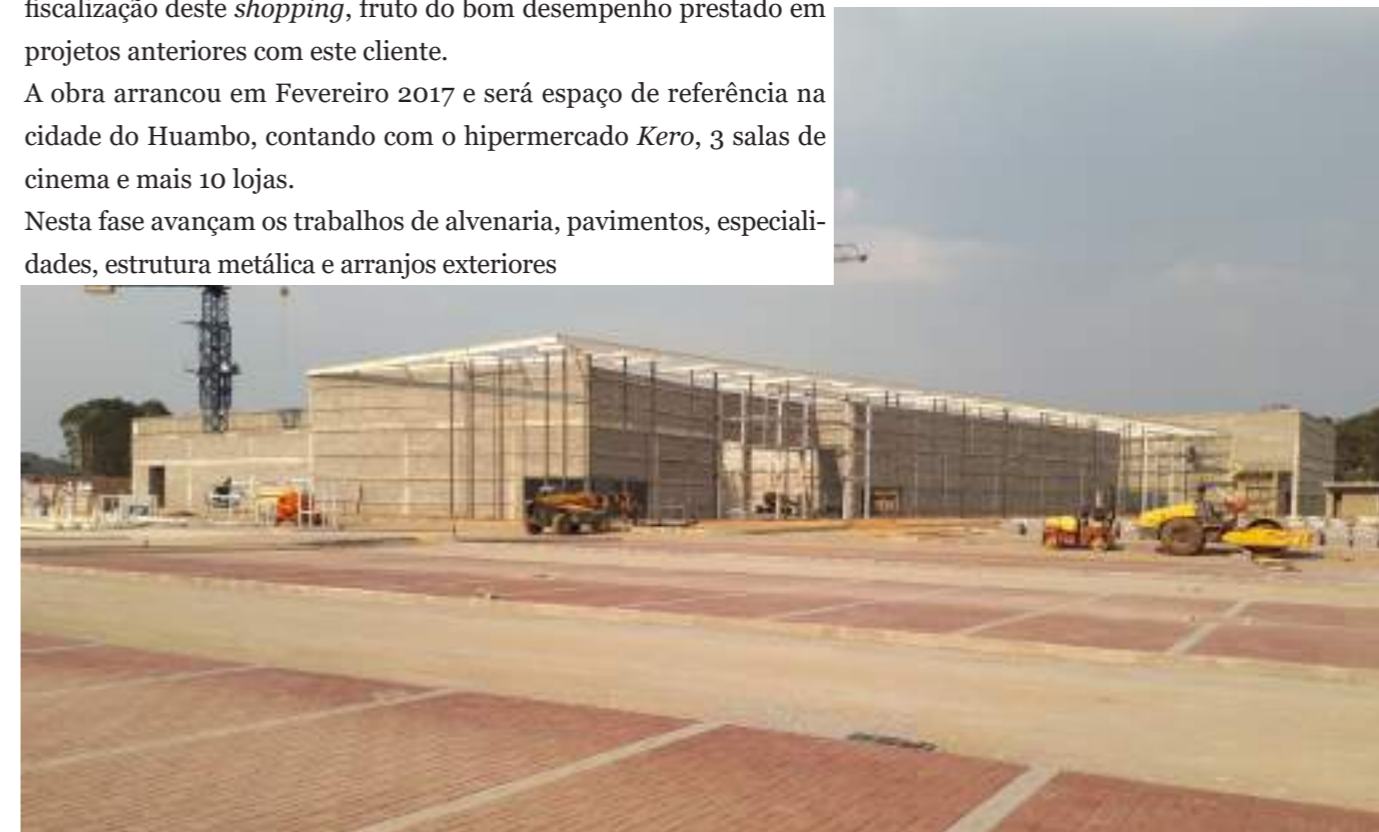 fiscalização deste shopping, fruto do bom desempenho prestado em
projetos anteriores com este cliente.
A obra arrancou em Fevereiro 2017 e será espaço de referência na
cidade do Huambo, contando com o hipermercado Kero, 3 salas de
cinema e mais 10 lojas.
Nesta fase avançam os trabalhos de alvenaria, pavimentos, especiali-
dades, estrutura metálica e arranjos exteriores